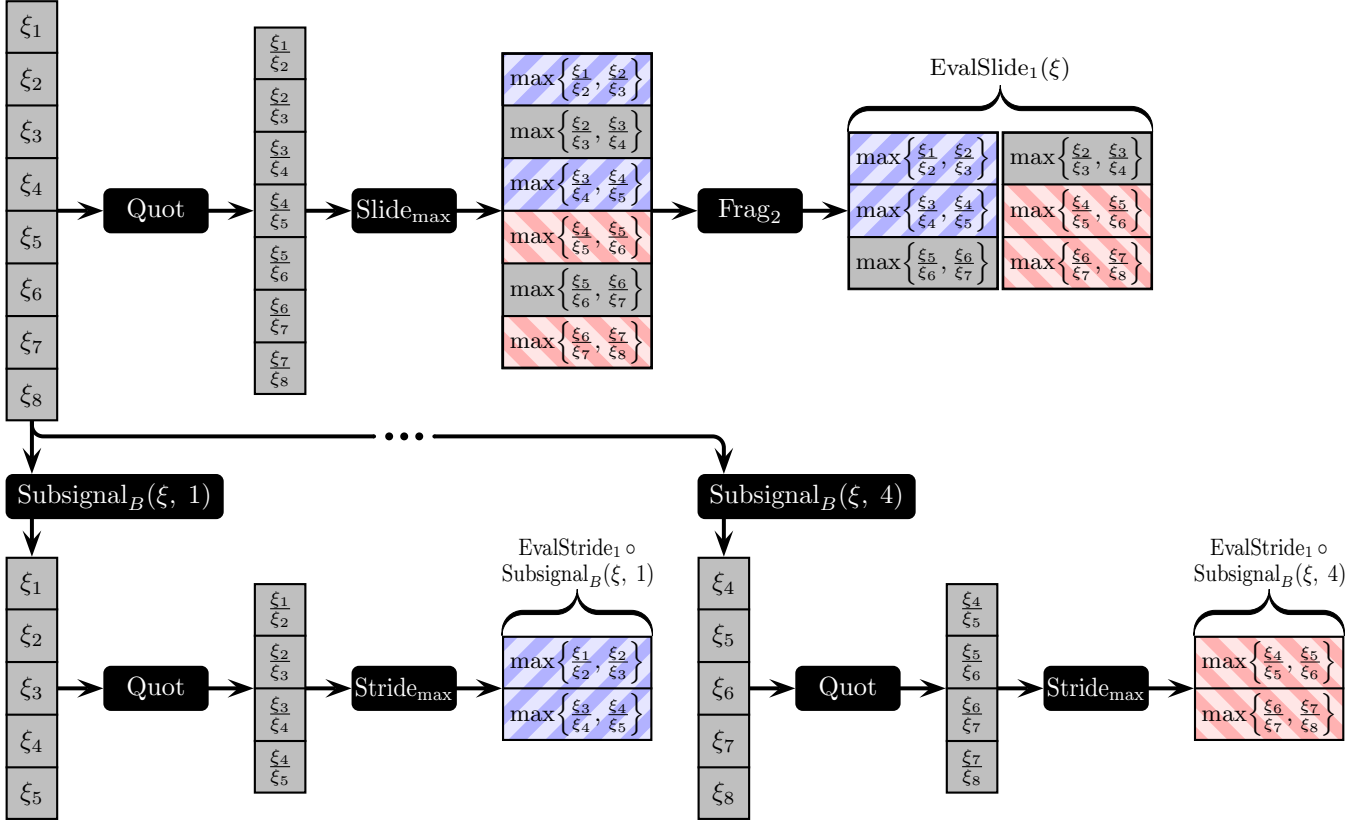 ξ₁
ξ₂
ξ₃
ξ₄
ξ₅
ξ₆
ξ₇
ξ₈
Quot
ξ₁/ξ₂
ξ₂/ξ₃
ξ₃/ξ₄
ξ₄/ξ₅
ξ₅/ξ₆
ξ₆/ξ₇
ξ₇/ξ₈
Slide_max
max{ξ₁/ξ₂, ξ₂/ξ₃}
max{ξ₂/ξ₃, ξ₃/ξ₄}
max{ξ₃/ξ₄, ξ₄/ξ₅}
max{ξ₄/ξ₅, ξ₅/ξ₆}
max{ξ₅/ξ₆, ξ₆/ξ₇}
max{ξ₆/ξ₇, ξ₇/ξ₈}
Frag₂
EvalSlide₁(ξ)
max{ξ₁/ξ₂, ξ₂/ξ₃} max{ξ₂/ξ₃, ξ₃/ξ₄}
max{ξ₃/ξ₄, ξ₄/ξ₅} max{ξ₄/ξ₅, ξ₅/ξ₆}
max{ξ₅/ξ₆, ξ₆/ξ₇} max{ξ₆/ξ₇, ξ₇/ξ₈}
Subsignal_B(ξ, 1)
ξ₁
ξ₂
ξ₃
ξ₄
ξ₅
Quot
ξ₁/ξ₂
ξ₂/ξ₃
ξ₃/ξ₄
ξ₄/ξ₅
Stride_max
EvalStride₁ ∘
Subsignal_B(ξ, 1)
max{ξ₁/ξ₂, ξ₂/ξ₃}
max{ξ₃/ξ₄, ξ₄/ξ₅}
Subsignal_B(ξ, 4)
ξ₄
ξ₅
ξ₆
ξ₇
ξ₈
Quot
ξ₄/ξ₅
ξ₅/ξ₆
ξ₆/ξ₇
ξ₇/ξ₈
Stride_max
EvalStride₁ ∘
Subsignal_B(ξ, 4)
max{ξ₄/ξ₅, ξ₅/ξ₆}
max{ξ₆/ξ₇, ξ₇/ξ₈}